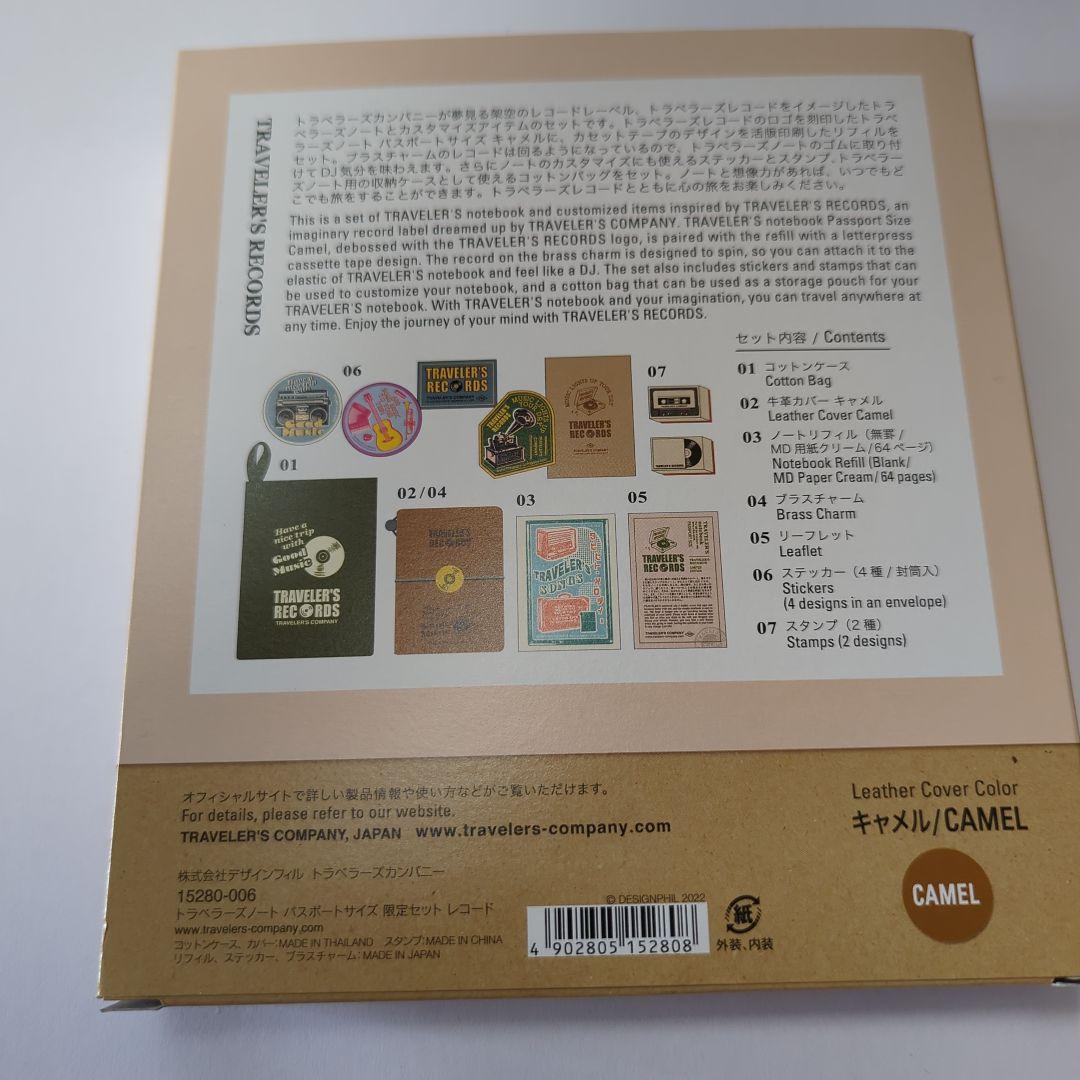 TRAVELER'S RECORDS
トラベラーズカンパニーが夢見る架空のレコードレーベル、トラベラーズレコードをイメージしたトラ
ベラーズノートとカスタマイズアイテムのセットです。トラベラーズレコードのロゴを刻印したトラベ
ラーズノート パスポートサイズ キャメルに、カセットテープのデザインを活版印刷したリフィルを
セット。ブラスチャームのレコードは回るようになっているので、トラベラーズノートのゴムに取り付
けてDJ気分を味わえます。さらにノートのカスタマイズにも使えるステッカーとスタンプ、トラベラー
ズノート用の収納ケースとして使えるコットンバッグをセット。ノートと想像力があれば、いつでもど
こでも旅をすることができます。トラベラーズレコードとともに心の旅をお楽しみください。
This is a set of TRAVELER'S notebook and customized items inspired by TRAVELER'S RECORDS, an
imaginary record label dreamed up by TRAVELER'S COMPANY. TRAVELER'S notebook Passport Size
Camel, debossed with the TRAVELER'S RECORDS logo, is paired with the refill with a letterpress
cassette tape design. The record on the brass charm is designed to spin, so you can attach it to the
elastic of TRAVELER'S notebook and feel like a DJ. The set also includes stickers and stamps that can
be used to customize your notebook, and a cotton bag that can be used as a storage pouch for your
TRAVELER'S notebook. With TRAVELER'S notebook and your imagination, you can travel anywhere at
any time. Enjoy the journey of your mind with TRAVELER'S RECORDS.
セット内容 / Contents
01 コットンケース
Cotton Bag
02 牛革カバー キャメル
Leather Cover Camel
03 ノートリフィル（無罫 /
MD用紙クリーム/64ページ）
Notebook Refill (Blank/
MD Paper Cream/64 pages)
04 ブラスチャーム
Brass Charm
05 リーフレット
Leaflet
06 ステッカー（4種 / 封筒入）
Stickers
(4 designs in an envelope)
07 スタンプ（2種）
Stamps (2 designs)
06
Good Music
TRAVELER'S
RECORDS
TRAVELER'S COMPANY
TRAVELER'S
RECORDS
TRAVELER'S
RECORDS
07
01
Have a
nice trip
with
Good
Music
TRAVELER'S
RECORDS
TRAVELER'S COMPANY
02/04
TRAVELER'S
RECORDS
03
TRAVELER'S
SONGS
05
TRAVELER'S
RECORDS
TRAVELER'S COMPANY
オフィシャルサイトで詳しい製品情報や使い方などがご覧いただけます。
For details, please refer to our website.
TRAVELER'S COMPANY, JAPAN www.travelers-company.com
Leather Cover Color
キャメル/CAMEL
CAMEL
株式会社デザインフィル トラベラーズカンパニー
15280-006
トラベラーズノート パスポートサイズ 限定セット レコード
www.travelers-company.com
コットンケース、カバー:MADE IN THAILAND スタンプ:MADE IN CHINA
リフィル、ステッカー、ブラスチャーム:MADE IN JAPAN
© DESIGNPHIL 2022
4 902805 152808
紙
外装、内装